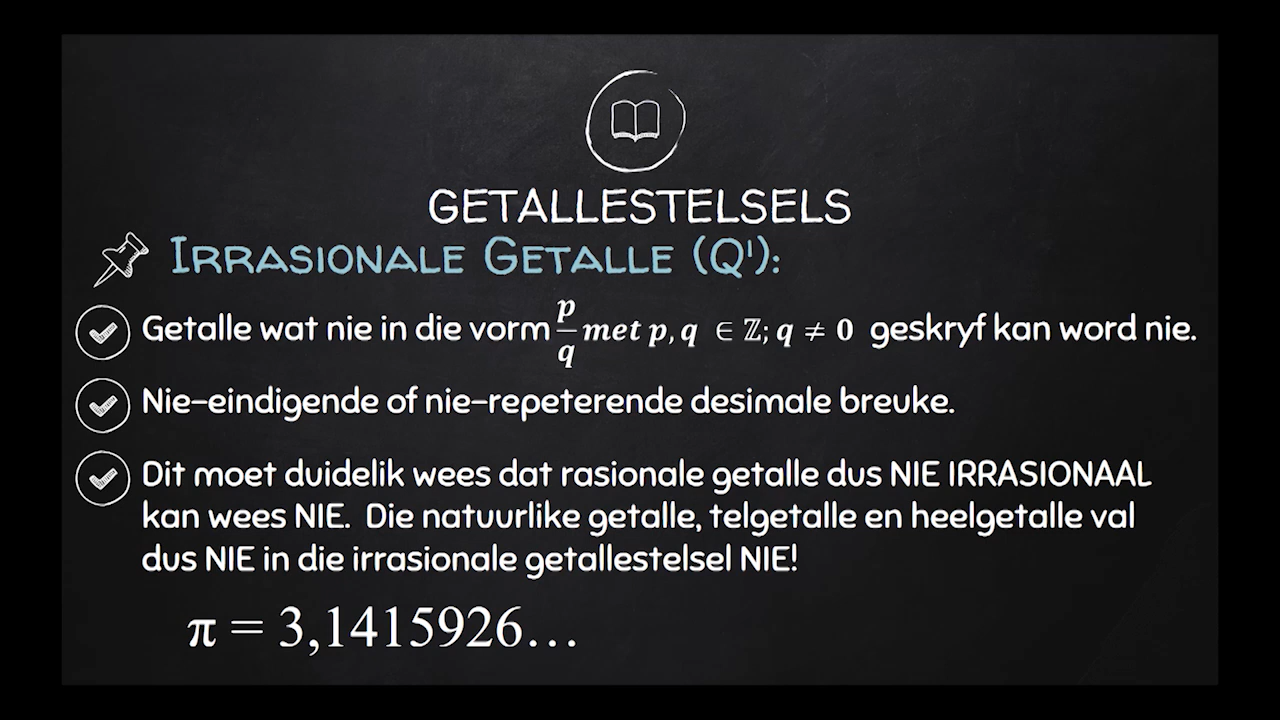 GETALLESTELSELS
IRRASIONALE GETALLE (Q'):
Getalle wat nie in die vorm p/q met p, q ∈ ℤ; q ≠ 0 geskryf kan word nie.
Nie-eindigende of nie-repeterende desimale breuke.
Dit moet duidelik wees dat rasionale getalle dus NIE IRRASIONAAL
kan wees NIE. Die natuurlike getalle, telgetalle en heelgetalle val
dus NIE in die irrasionale getallestelsel NIE!
π = 3,1415926...